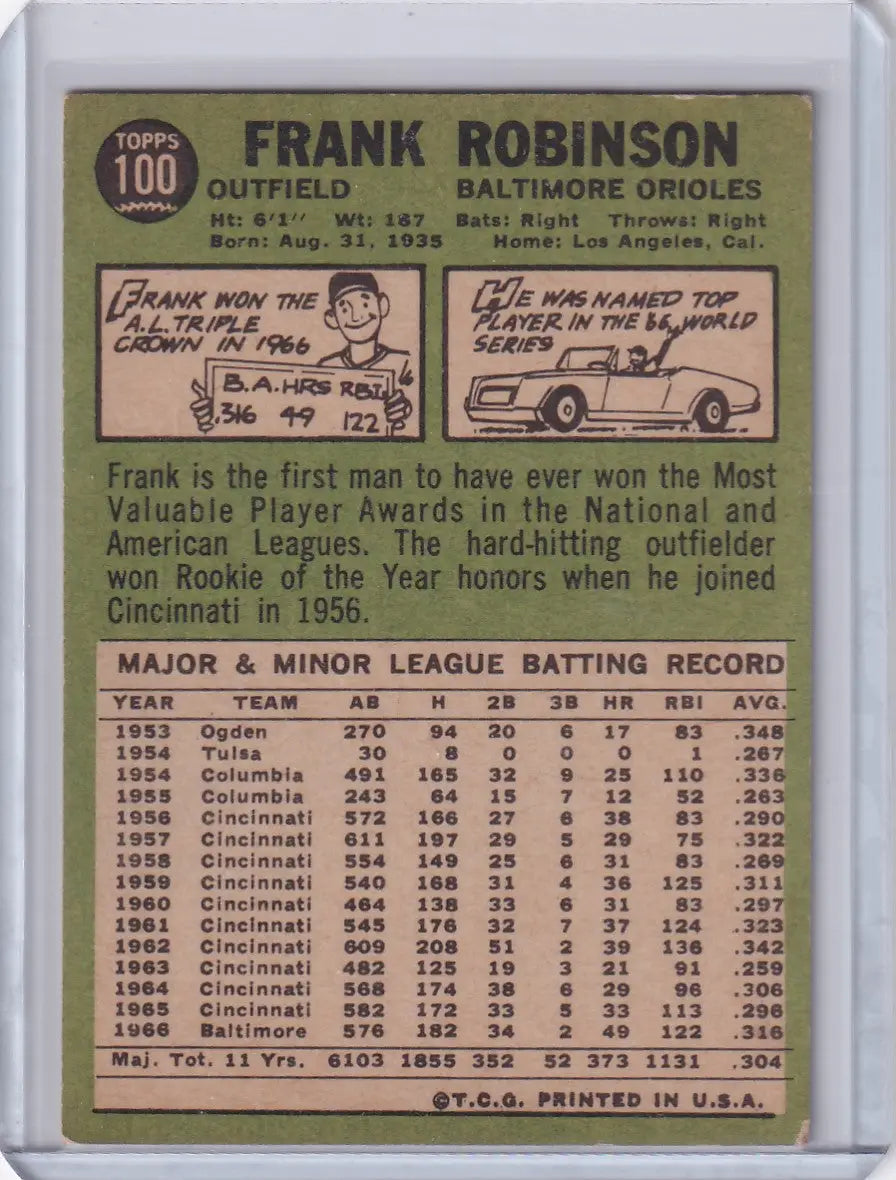 TOPPS
100
FRANK ROBINSON
OUTFIELD BALTIMORE ORIOLES
Ht: 6'1" Wt: 187 Bats: Right Throws: Right
Born: Aug. 31, 1935 Home: Los Angeles, Cal.
FRANK WON THE
A.L. TRIPLE
CROWN IN 1966
B.A. HRS RBI
.316 49 122
HE WAS NAMED TOP
PLAYER IN THE '66 WORLD
SERIES
Frank is the first man to have ever won the Most
Valuable Player Awards in the National and
American Leagues. The hard-hitting outfielder
won Rookie of the Year honors when he joined
Cincinnati in 1956.
MAJOR & MINOR LEAGUE BATTING RECORD
YEAR TEAM AB H 2B 3B HR RBI AVG.
1953 Ogden 270 94 20 6 17 83 .348
1954 Tulsa 30 8 0 0 0 1 .267
1954 Columbia 491 165 32 9 25 110 .336
1955 Columbia 243 64 15 7 12 52 .263
1956 Cincinnati 572 166 27 6 38 83 .290
1957 Cincinnati 611 197 29 5 29 75 .322
1958 Cincinnati 554 149 25 6 31 83 .269
1959 Cincinnati 540 168 31 4 36 125 .311
1960 Cincinnati 464 138 33 6 31 83 .297
1961 Cincinnati 545 176 32 7 37 124 .323
1962 Cincinnati 609 208 51 2 39 136 .342
1963 Cincinnati 482 125 19 3 21 91 .259
1964 Cincinnati 568 174 38 6 29 96 .306
1965 Cincinnati 582 172 33 5 33 113 .296
1966 Baltimore 576 182 34 2 49 122 .316
Maj. Tot. 11 Yrs. 6103 1855 352 52 373 1131 .304
©T.C.G. PRINTED IN U.S.A.